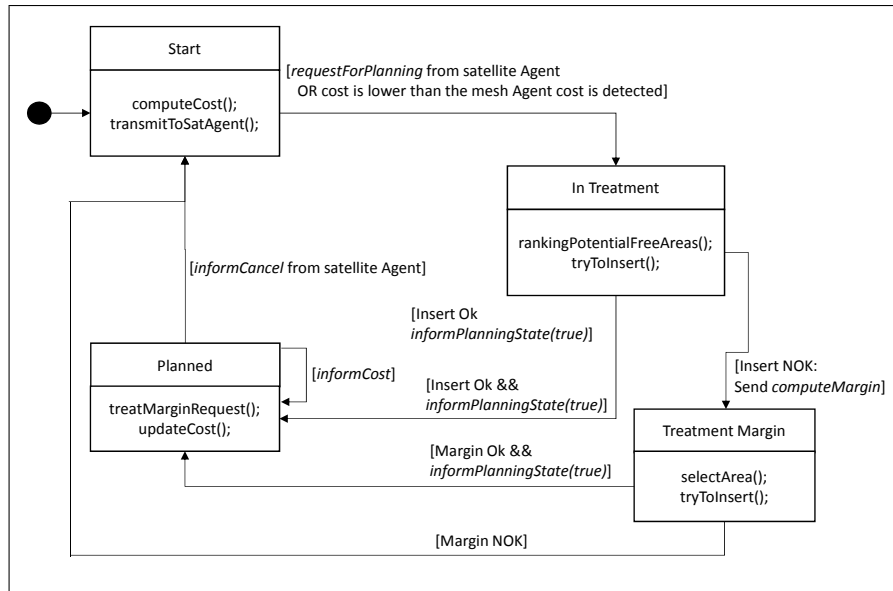 Start
computeCost();
transmitToSatAgent();
[requestForPlanning from satellite Agent
OR cost is lower than the mesh Agent cost is detected]
In Treatment
rankingPotentialFreeAreas();
tryToInsert();
[informCancel from satellite Agent]
[Insert Ok
informPlanningState(true)]
Planned
treatMarginRequest();
updateCost();
[informCost]
[Insert Ok &&
informPlanningState(true)]
[Insert NOK:
Send computeMargin]
Treatment Margin
selectArea();
tryToInsert();
[Margin Ok &&
informPlanningState(true)]
[Margin NOK]